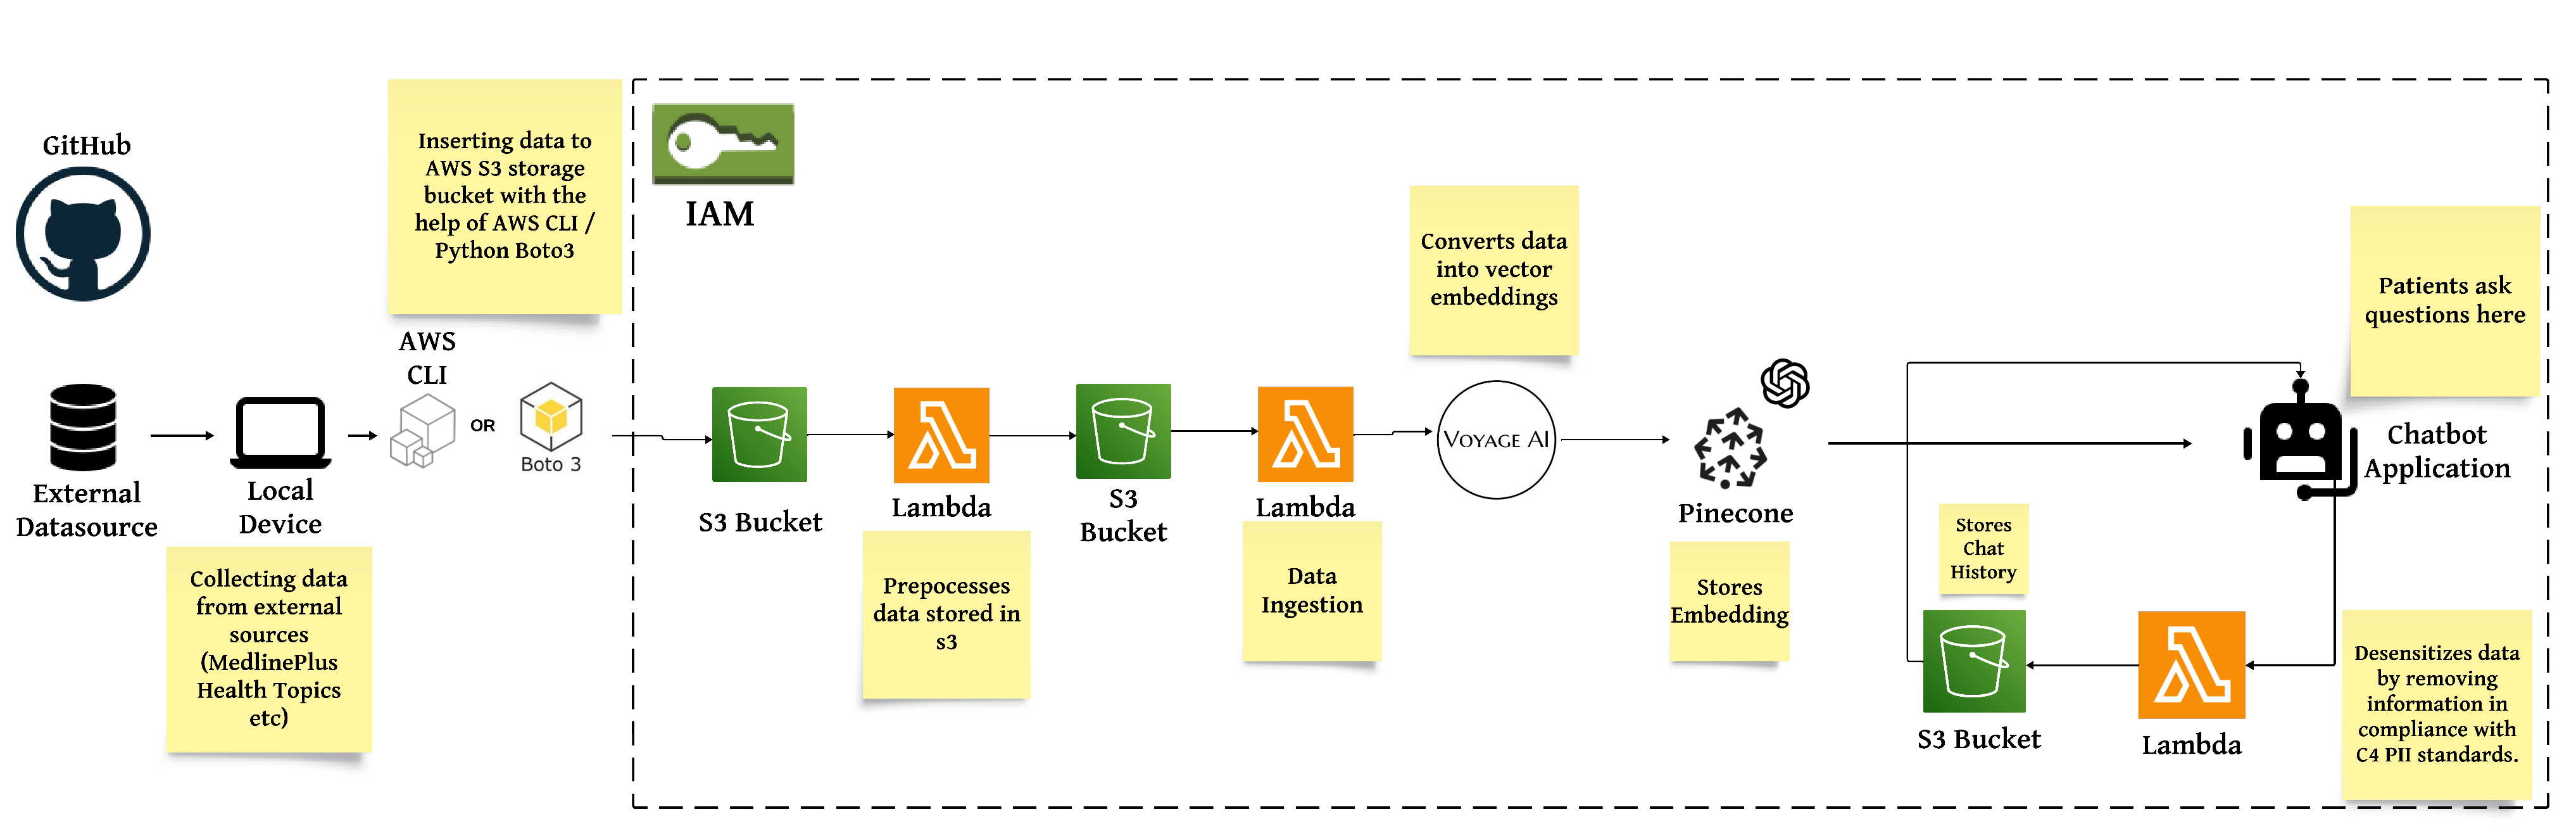 GitHub
Inserting data to
AWS S3 storage
bucket with the
help of AWS CLI /
Python Boto3
AWS
CLI
OR
Boto 3
External
Datasource
Local
Device
Collecting data
from external
sources
(MedlinePlus
Health Topics
etc)
IAM
S3 Bucket
Lambda
Prepocesses
data stored in
s3
S3
Bucket
Lambda
Data
Ingestion
Converts data
into vector
embeddings
VOYAGE AI
Pinecone
Stores
Embedding
Patients ask
questions here
Chatbot
Application
Stores
Chat
History
S3 Bucket
Lambda
Desensitizes data
by removing
information in
compliance with
C4 PII standards.